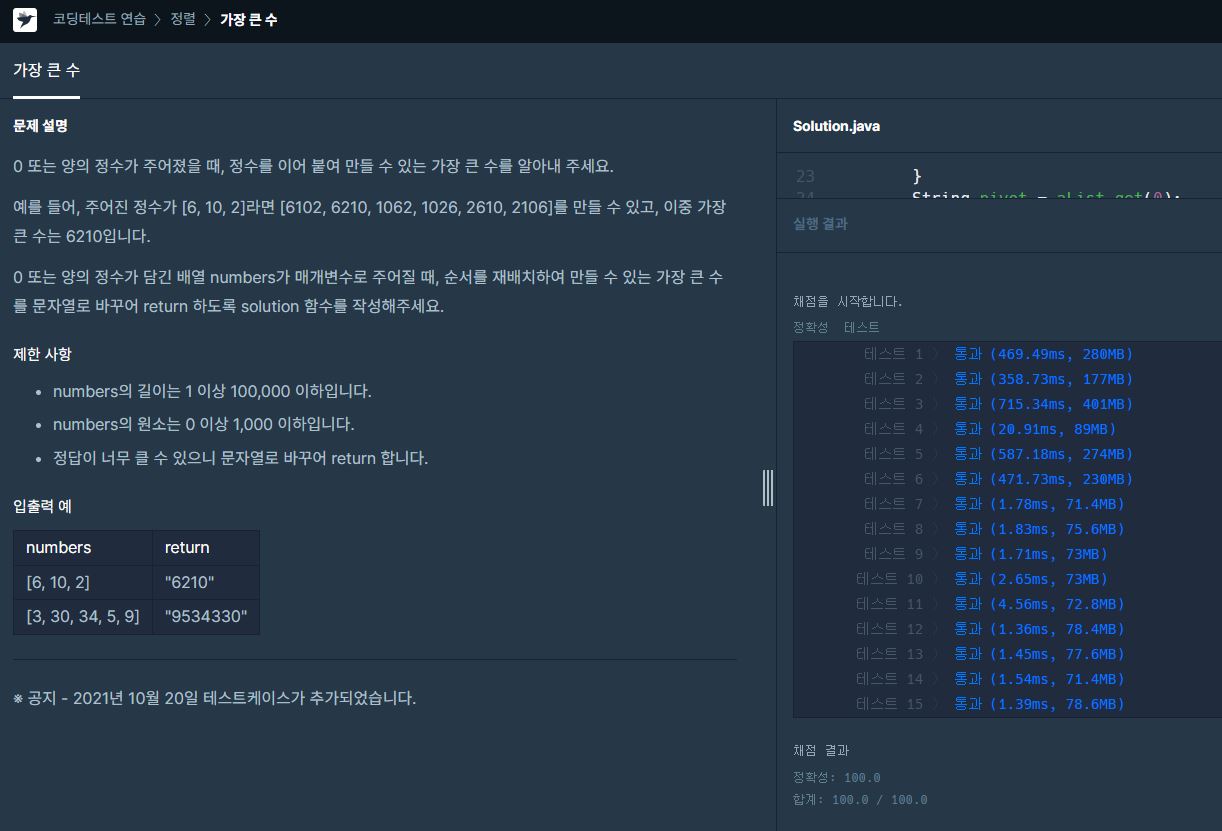 코딩테스트 연습 > 정렬 > 가장 큰 수
가장 큰 수
문제 설명
0 또는 양의 정수가 주어졌을 때, 정수를 이어 붙여 만들 수 있는 가장 큰 수를 알아내 주세요.
예를 들어, 주어진 정수가 [6, 10, 2]라면 [6102, 6210, 1062, 1026, 2610, 2106]를 만들 수 있고, 이중 가장
큰 수는 6210입니다.
0 또는 양의 정수가 담긴 배열 numbers가 매개변수로 주어질 때, 순서를 재배치하여 만들 수 있는 가장 큰 수
를 문자열로 바꾸어 return 하도록 solution 함수를 작성해주세요.
제한 사항
• numbers의 길이는 1 이상 100,000 이하입니다.
• numbers의 원소는 0 이상 1,000 이하입니다.
• 정답이 너무 클 수 있으니 문자열로 바꾸어 return 합니다.
입출력 예
numbers return
[6, 10, 2] "6210"
[3, 30, 34, 5, 9] "9534330"
※ 공지 - 2021년 10월 20일 테스트케이스가 추가되었습니다.
Solution.java
23 }
24 String pivot = aList.get(0);
실행 결과
채점을 시작합니다.
정확성 테스트
테스트 1 > 통과 (469.49ms, 280MB)
테스트 2 > 통과 (358.73ms, 177MB)
테스트 3 > 통과 (715.34ms, 401MB)
테스트 4 > 통과 (20.91ms, 89MB)
테스트 5 > 통과 (587.18ms, 274MB)
테스트 6 > 통과 (471.73ms, 230MB)
테스트 7 > 통과 (1.78ms, 71.4MB)
테스트 8 > 통과 (1.83ms, 75.6MB)
테스트 9 > 통과 (1.71ms, 73MB)
테스트 10 > 통과 (2.65ms, 73MB)
테스트 11 > 통과 (4.56ms, 72.8MB)
테스트 12 > 통과 (1.36ms, 78.4MB)
테스트 13 > 통과 (1.45ms, 77.6MB)
테스트 14 > 통과 (1.54ms, 71.4MB)
테스트 15 > 통과 (1.39ms, 78.6MB)
채점 결과
정확성: 100.0
합계: 100.0 / 100.0